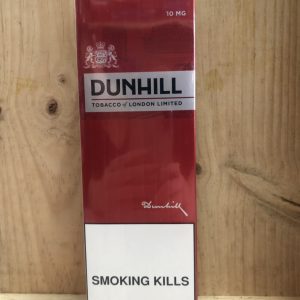 10 MG
DUNHILL
TOBACCO of LONDON LIMITED
Dunhill
SMOKING KILLS